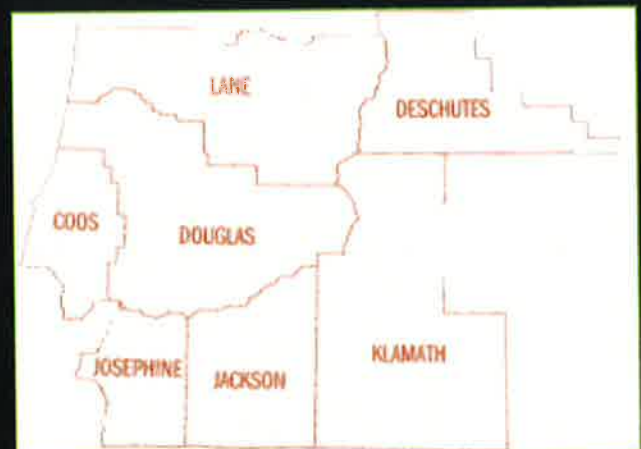 LANE
DESCHUTES
COOS
DOUGLAS
JOSEPHINE
JACKSON
KLAMATH